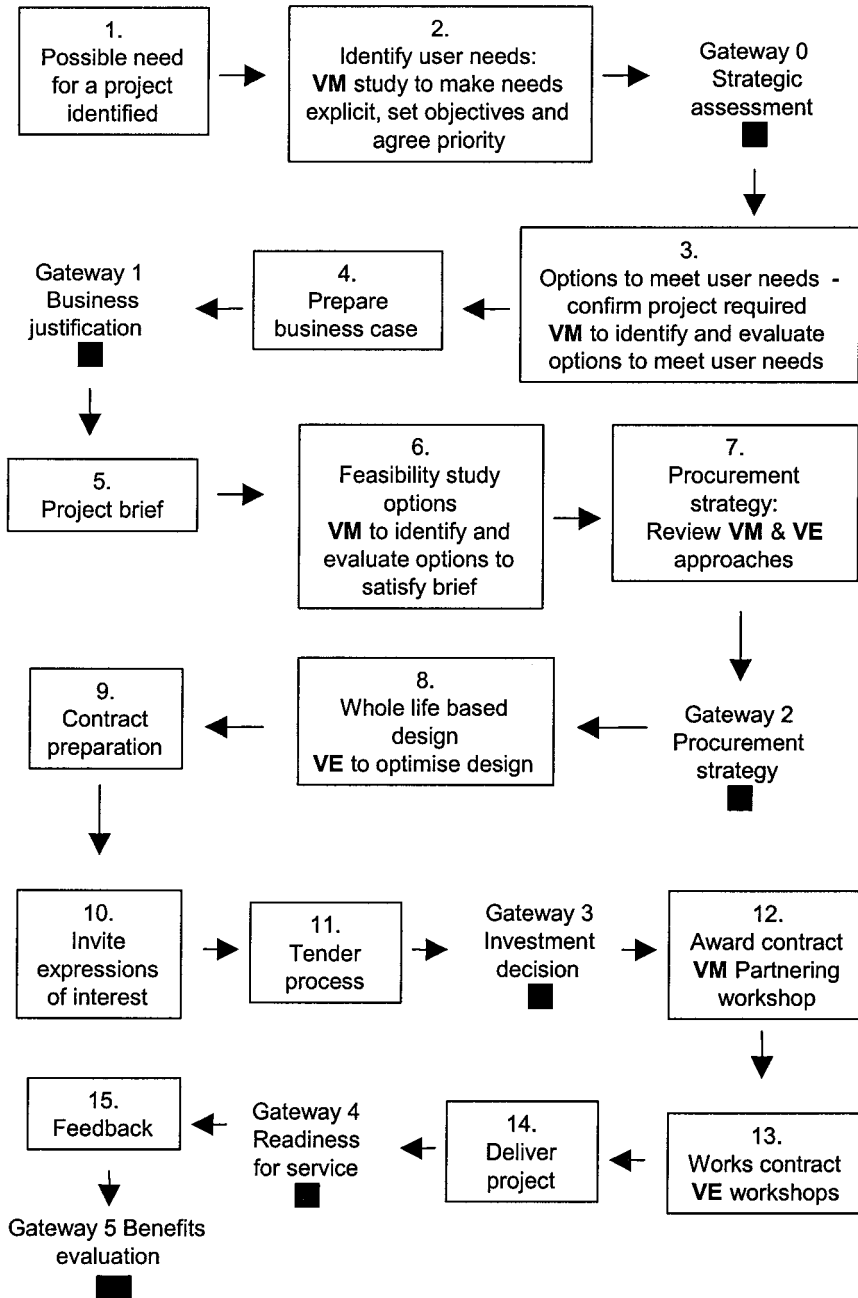 1.
Possible need
for a project
identified
2.
Identify user needs:
VM study to make needs
explicit, set objectives and
agree priority
Gateway 0
Strategic
assessment
3.
Options to meet user needs -
confirm project required
VM to identify and evaluate
options to meet user needs
4.
Prepare
business case
Gateway 1
Business
justification
5.
Project brief
6.
Feasibility study
options
VM to identify and
evaluate options to
satisfy brief
7.
Procurement
strategy:
Review VM & VE
approaches
Gateway 2
Procurement
strategy
8.
Whole life based
design
VE to optimise design
9.
Contract
preparation
10.
Invite
expressions
of interest
11.
Tender
process
Gateway 3
Investment
decision
12.
Award contract
VM Partnering
workshop
13.
Works contract
VE workshops
14.
Deliver
project
Gateway 4
Readiness
for service
15.
Feedback
Gateway 5 Benefits
evaluation